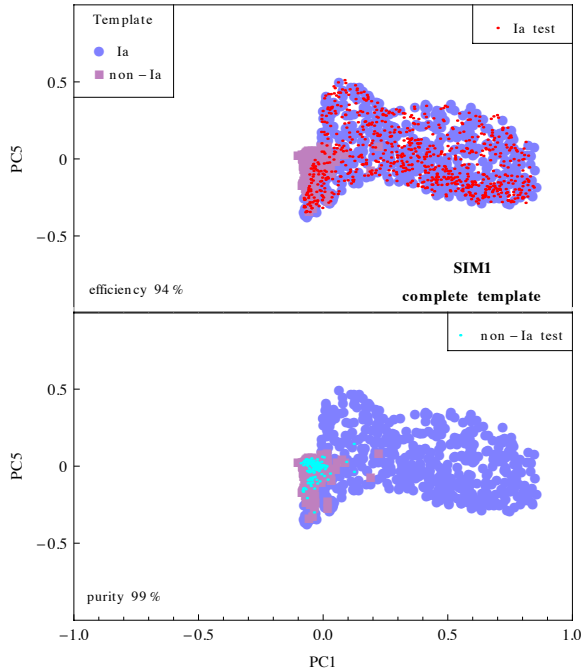 Template
Ia
non-Ia
Ia test
0.5
0
-0.5
PC5
SIM1
complete template
efficiency 94 %
non-Ia test
0.5
0
-0.5
PC5
purity 99 %
-1.0
-0.5
0.0
0.5
1.0
PC1